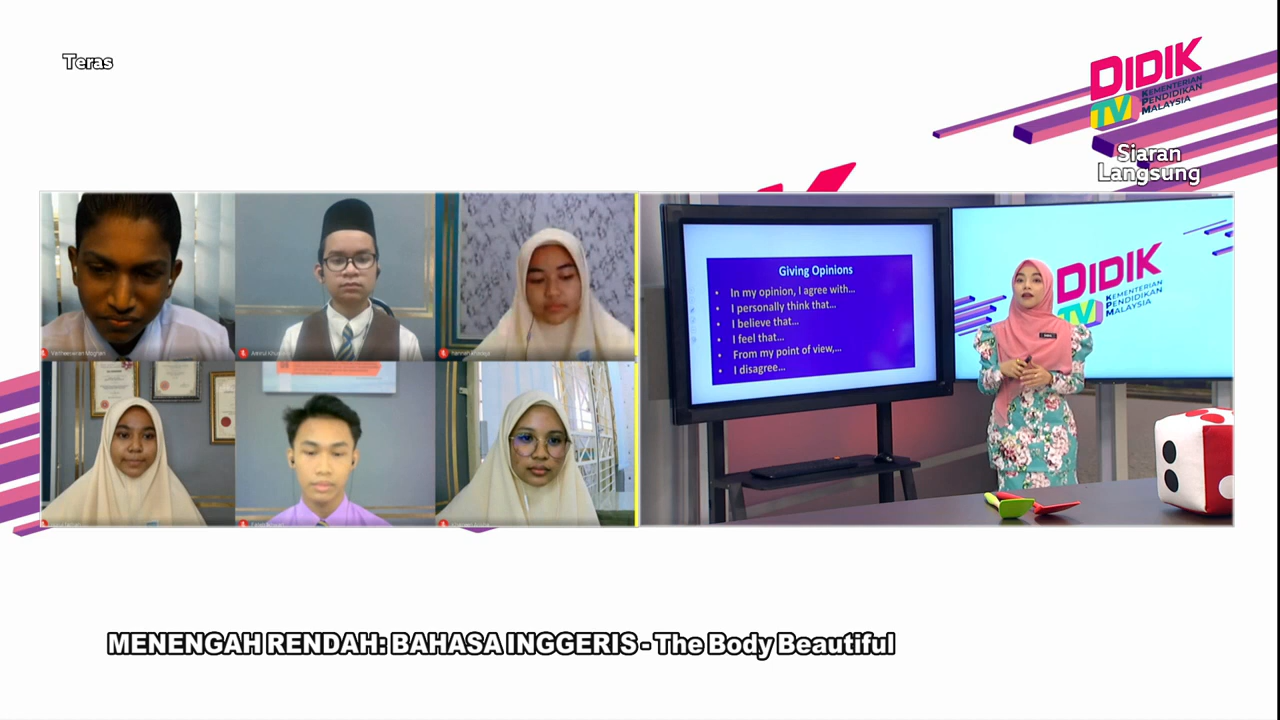 Teras
DIDIK
TV
KEMENTERIAN
PENDIDIKAN
MALAYSIA
Siaran
Langsung
Giving Opinions
• In my opinion, I agree with...
• I personally think that...
• I believe that...
• I feel that...
• From my point of view,...
• I disagree...
DIDIK
TV
KEMENTERIAN
PENDIDIKAN
MALAYSIA
MENENGAH RENDAH: BAHASA INGGERIS - The Body Beautiful